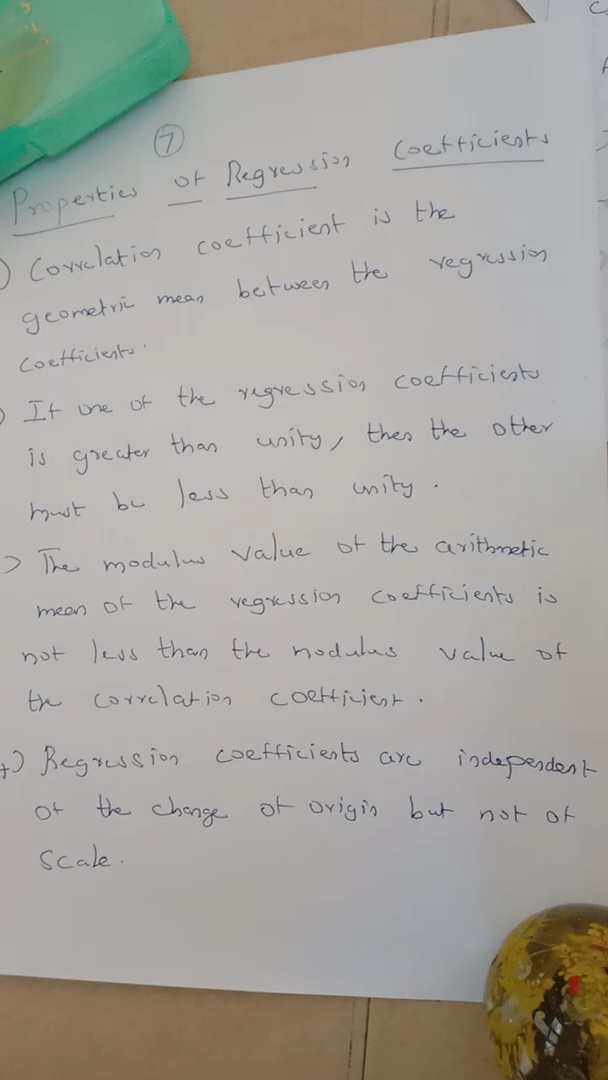 7
Properties of Regression Coefficients
) Correlation coefficient is the
geometric mean between the regression
coefficients.
) If one of the regression coefficients
is greater than unity, then the other
must be less than unity.
) The modulus value of the arithmetic
mean of the regression coefficients is
not less than the modulus value of
the correlation coefficient.
4) Regression coefficients are independent
of the change of origin but not of
scale.